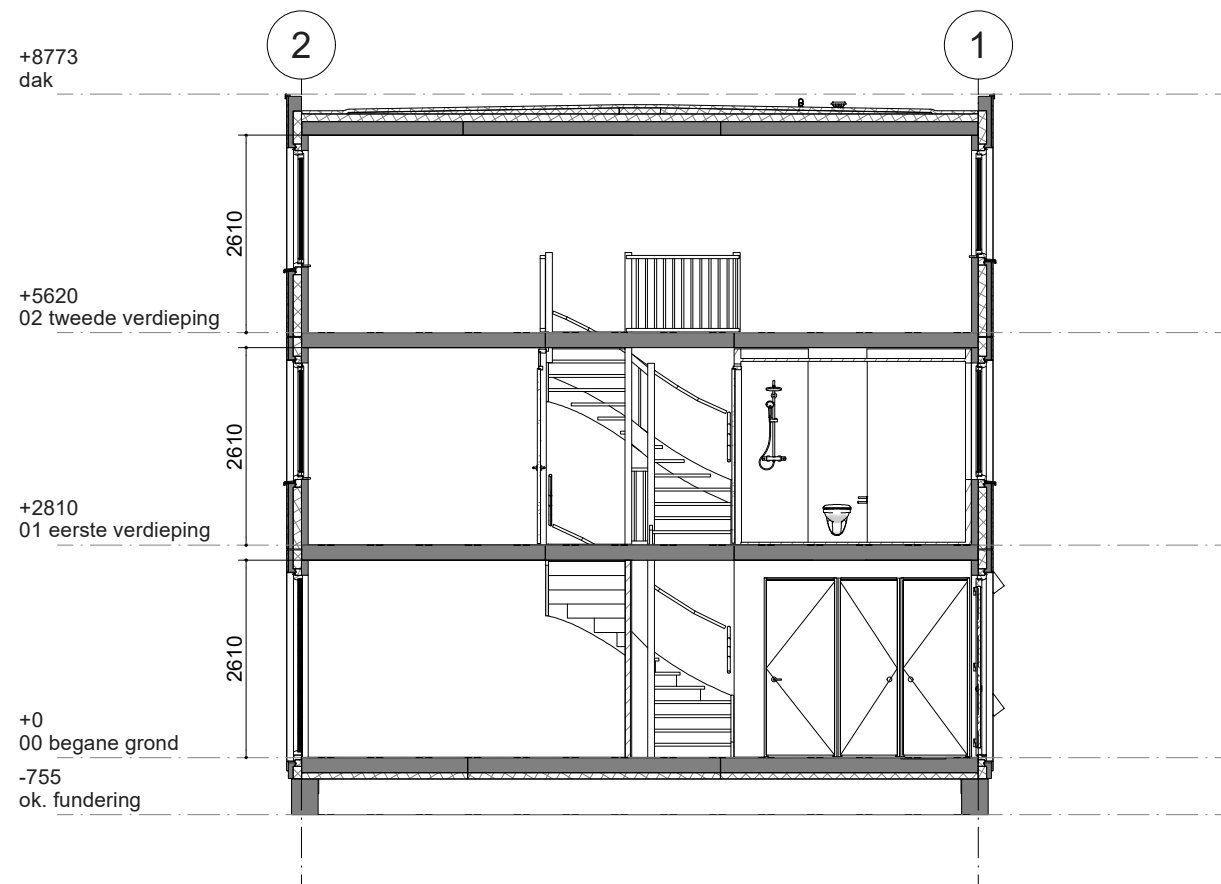 2
1
+8773
dak
2610
+5620
02 tweede verdieping
2610
+2810
01 eerste verdieping
2610
+0
00 begane grond
-755
ok. fundering